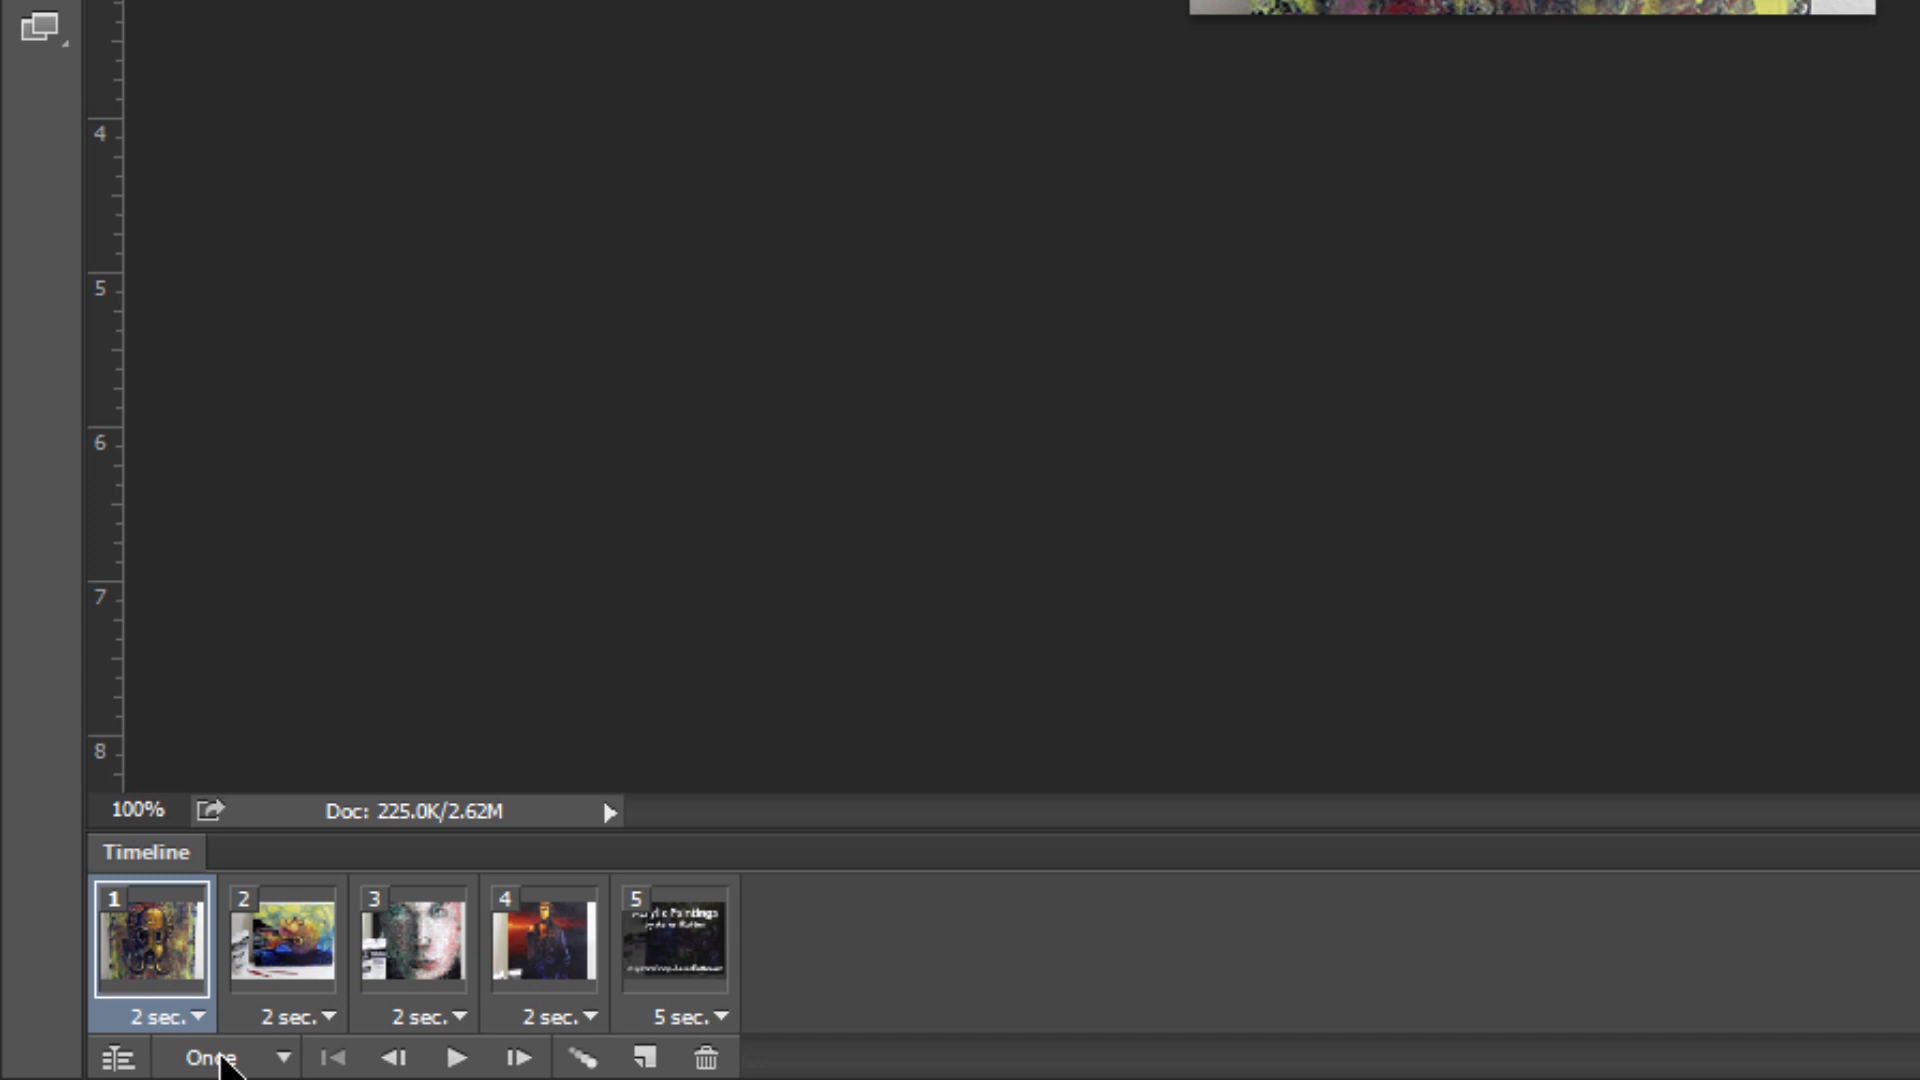 4
5
6
7
8
100%
Doc: 225.0K/2.62M
Timeline
1 2 3 4 5
Paintings
2 sec. 2 sec. 2 sec. 2 sec. 5 sec.
Once